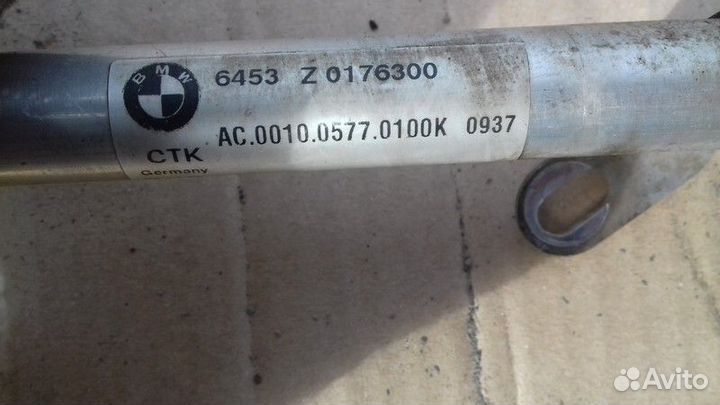 BMW
6453 Z 0176300
AC.0010.0577.0100K 0937
CTK
Germany
Avito